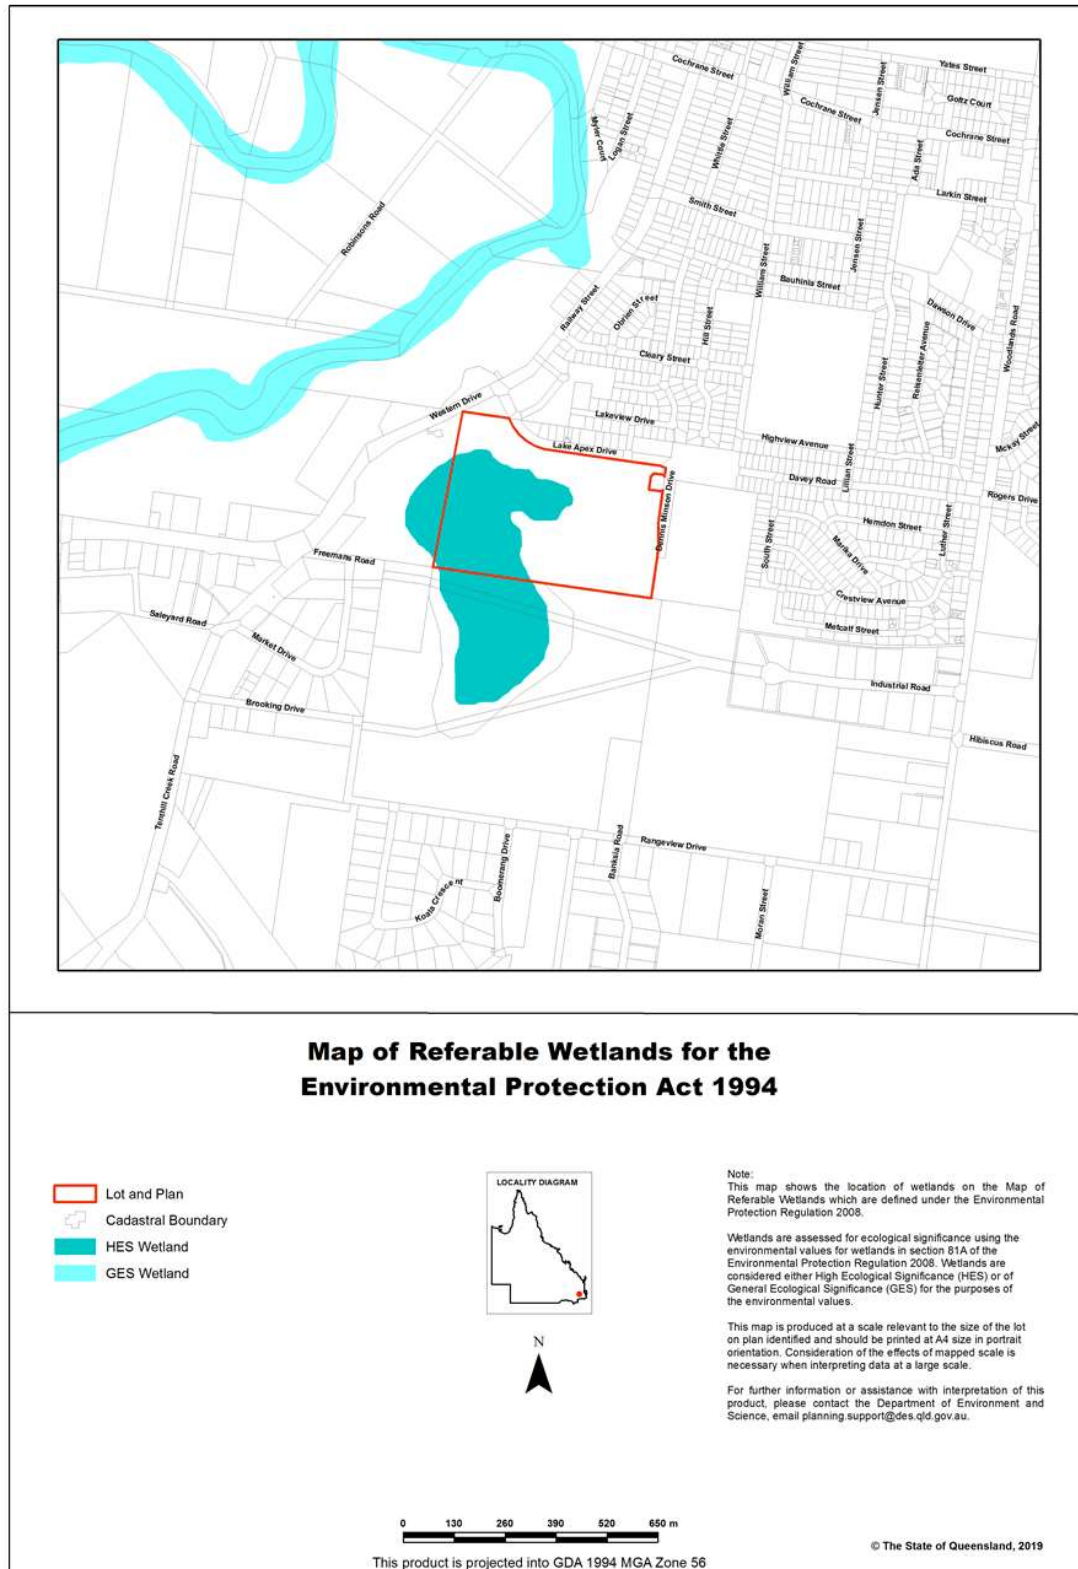 Cochrane Street
William Street
Yates Street
Jensen Street
Goltz Court
Cochrane Street
Cochrane Street
Myler Court
Logan Street
Whittle Street
Ada Street
Larkin Street
Robinsons Road
Smith Street
Jensen Street
William Street
Bauhinia Street
Railway Street
Obrien Street
Hill Street
Dawson Drive
Woodlands Road
Cleary Street
Hunter Street
Western Drive
Lakeview Drive
Lake Apex Drive
Highview Avenue
Mckay Street
Davey Road
Lillian Street
Rogers Drive
Dennis Minson Drive
Herndon Street
Luther Street
South Street
Marika Drive
Freemans Road
Crestview Avenue
Saleyard Road
Metcalf Street
Market Drive
Industrial Road
Brooking Drive
Hibiscus Road
Tenthill Creek Road
Banksia Road
Rangeview Drive
Boomerang Drive
Koala Crescent
Moran Street
Map of Referable Wetlands for the
Environmental Protection Act 1994
Lot and Plan
Cadastral Boundary
HES Wetland
GES Wetland
LOCALITY DIAGRAM
N
Note:
This map shows the location of wetlands on the Map of
Referable Wetlands which are defined under the Environmental
Protection Regulation 2008.
Wetlands are assessed for ecological significance using the
environmental values for wetlands in section 81A of the
Environmental Protection Regulation 2008. Wetlands are
considered either High Ecological Significance (HES) or of
General Ecological Significance (GES) for the purposes of
the environmental values.
This map is produced at a scale relevant to the size of the lot
on plan identified and should be printed at A4 size in portrait
orientation. Consideration of the effects of mapped scale is
necessary when interpreting data at a large scale.
For further information or assistance with interpretation of this
product, please contact the Department of Environment and
Science, email planning.support@des.qld.gov.au.
0 130 260 390 520 650 m
This product is projected into GDA 1994 MGA Zone 56
© The State of Queensland, 2019